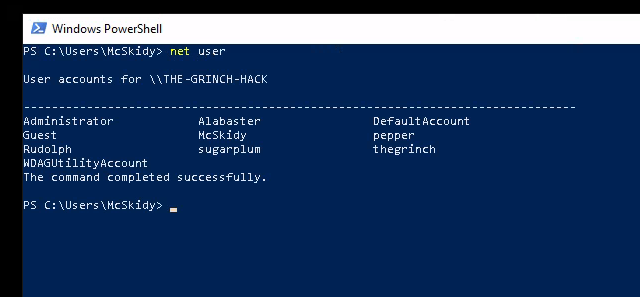 Windows PowerShell
PS C:\Users\McSkidy> net user
User accounts for \\THE-GRINCH-HACK
-------------------------------------------------------------------------------
Administrator            Alabaster                DefaultAccount
Guest                    McSkidy                  pepper
Rudolph                  sugarplum                thegrinch
WDAGUtilityAccount
The command completed successfully.
PS C:\Users\McSkidy> _